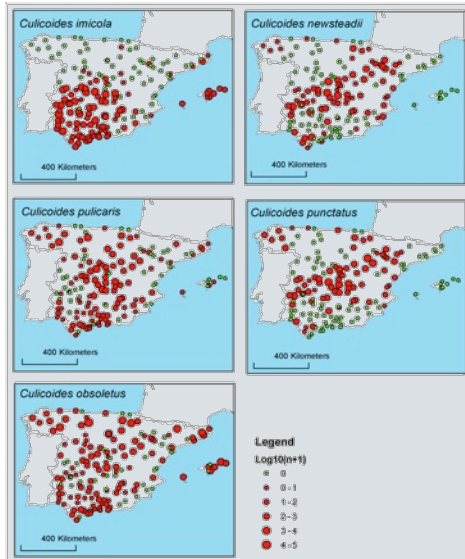 Culicoides imicola
400 Kilometers
Culicoides newsteadii
400 Kilometers
Culicoides pulicaris
400 Kilometers
Culicoides punctatus
400 Kilometers
Culicoides obsoletus
400 Kilometers
Legend
Log10(n+1)
0
0 - 1
1 - 2
2 - 3
3 - 4
4 - 5